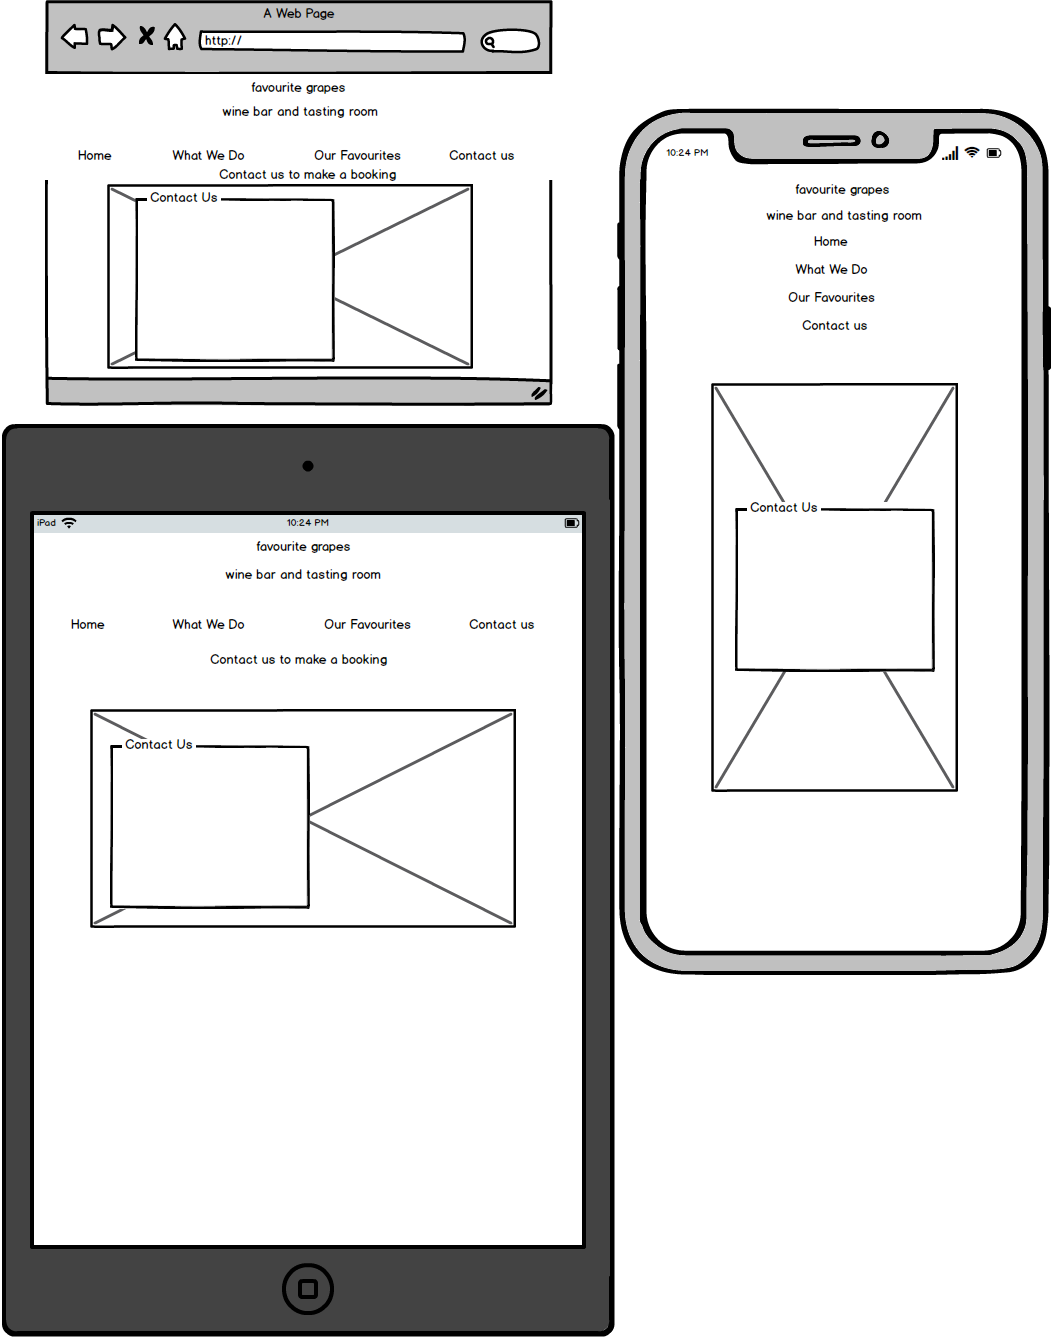 A Web Page
http://
favourite grapes
wine bar and tasting room
Home What We Do Our Favourites Contact us
Contact us to make a booking
Contact Us
10:24 PM
favourite grapes
wine bar and tasting room
Home
What We Do
Our Favourites
Contact us
Contact Us
iPad 10:24 PM
favourite grapes
wine bar and tasting room
Home What We Do Our Favourites Contact us
Contact us to make a booking
Contact Us